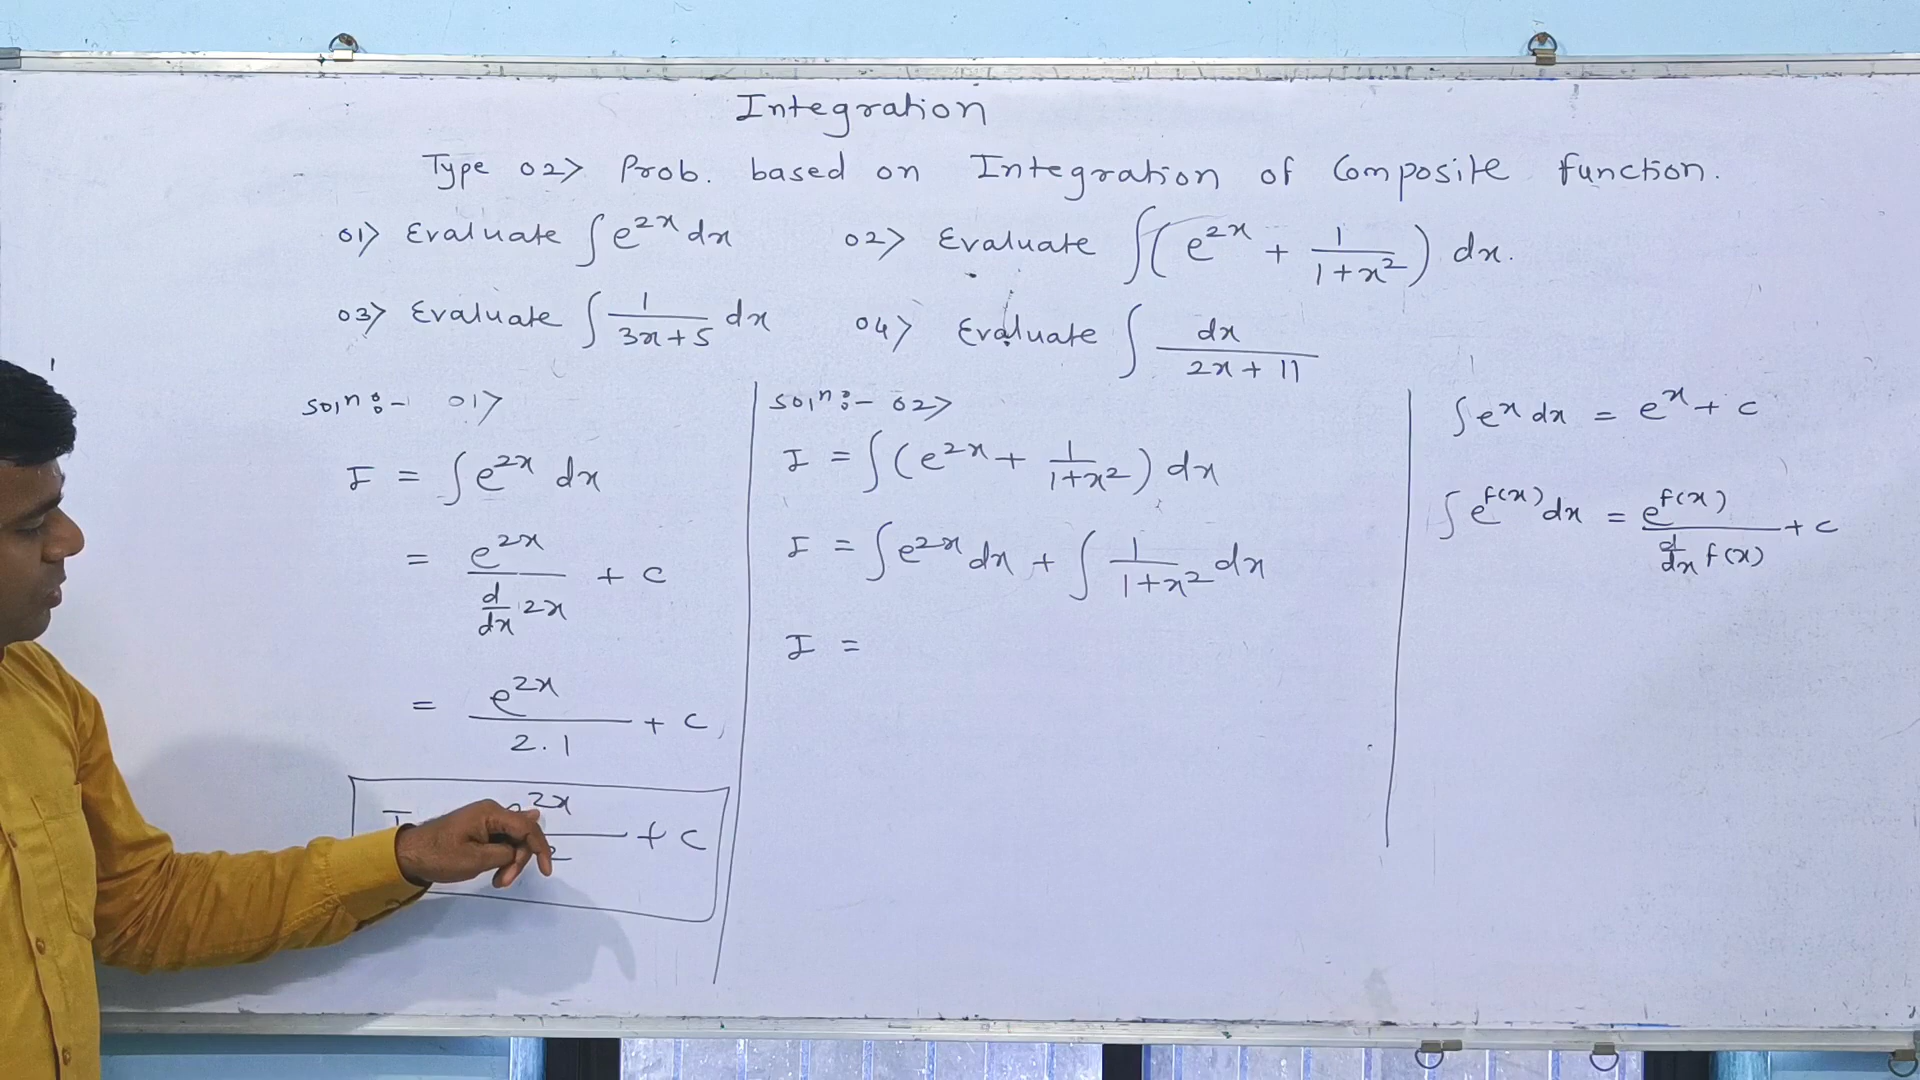 Integration
Type 02> Prob. based on Integration of Composite function.
01> Evaluate ∫e^2x dx 02> Evaluate ∫(e^2x + 1/(1+x^2)) dx.
03> Evaluate ∫ 1/(3x+5) dx 04> Evaluate ∫ dx/(2x+11)
Soln:- 01>
I = ∫e^2x dx
= e^2x/(d/dx 2x) + c
= e^2x/2.1 + c,
2x/2 + c
Soln:- 02>
I = ∫(e^2x + 1/(1+x^2)) dx
I = ∫e^2x dx + ∫ 1/(1+x^2) dx
I =
∫e^x dx = e^x + c
∫e^f(x) dx = e^f(x)/(d/dx f(x)) + c